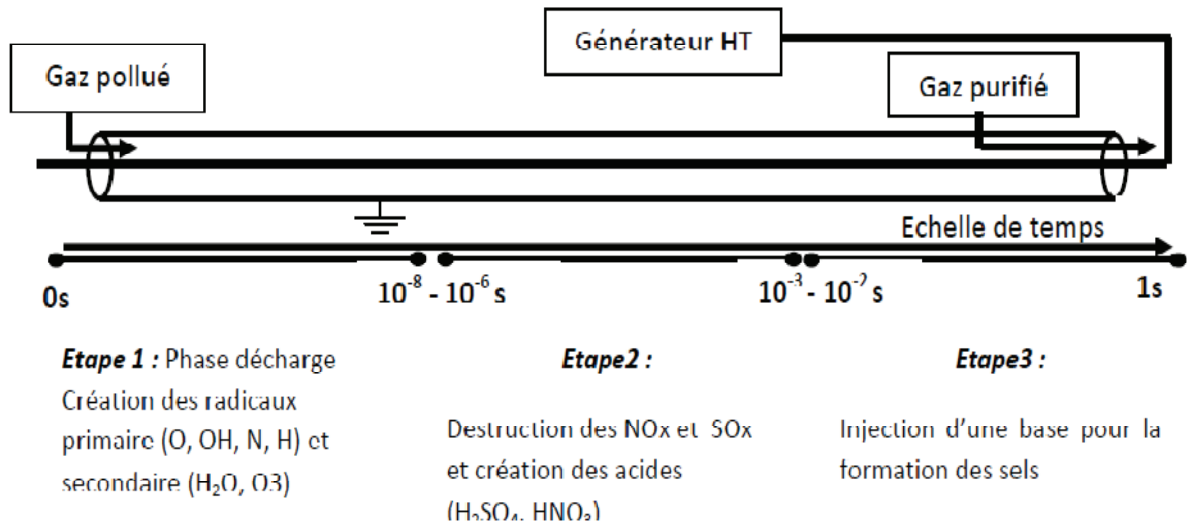 Générateur HT
Gaz pollué
Gaz purifié
Echelle de temps
0s
10⁻⁸ - 10⁻⁶ s
10⁻³ - 10⁻² s
1s
Etape 1 : Phase décharge
Création des radicaux
primaire (O, OH, N, H) et
secondaire (H₂O, O3)
Etape2 :
Destruction des NOx et SOx
et création des acides
(H₂SO₄, HNO₃)
Etape3 :
Injection d'une base pour la
formation des sels